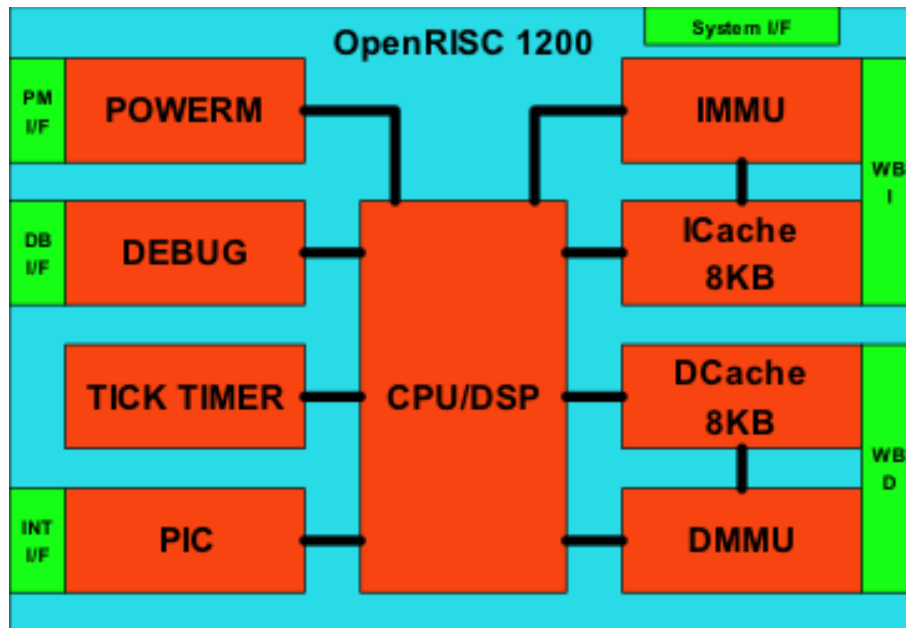 System I/F
OpenRISC 1200
PM
I/F
POWERM
IMMU
WB
I
DB
I/F
DEBUG
ICache
8KB
TICK TIMER
CPU/DSP
DCache
8KB
WB
D
INT
I/F
PIC
DMMU